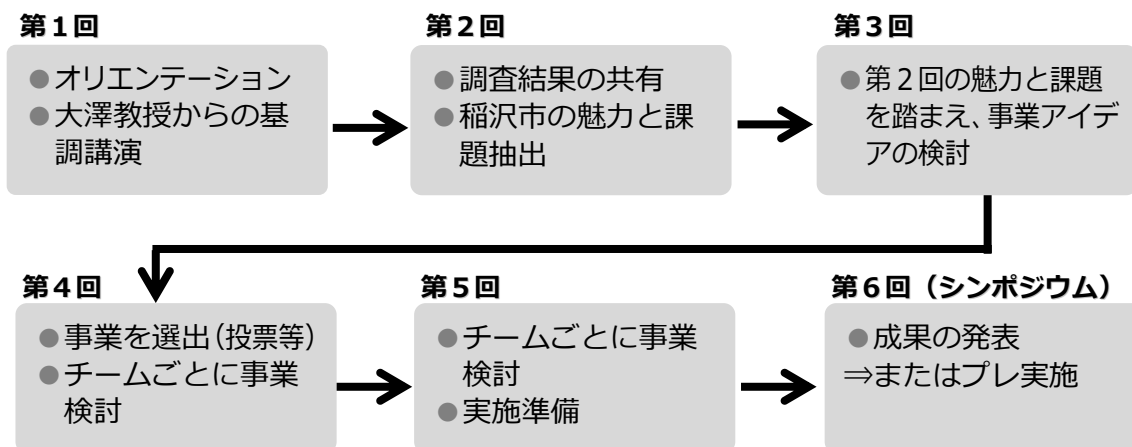 第１回
●オリエンテーション
●大澤教授からの基
調講演
第２回
●調査結果の共有
●稲沢市の魅力と課
題抽出
第３回
●第２回の魅力と課題
を踏まえ、事業アイデ
アの検討
第４回
●事業を選出（投票等）
●チームごとに事業
検討
第５回
●チームごとに事業
検討
●実施準備
第６回（シンポジウム）
●成果の発表
⇒またはプレ実施